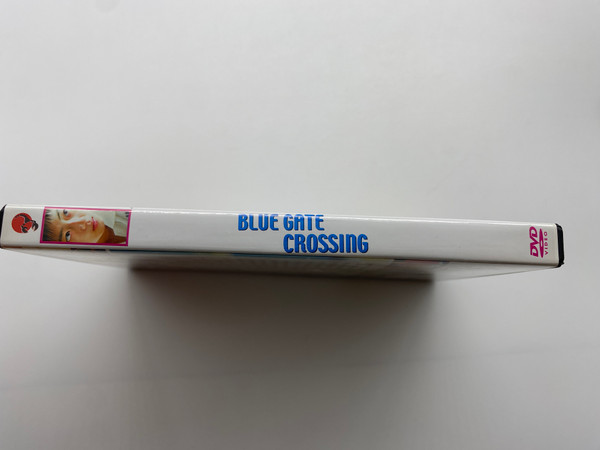 BLUE GATE
CROSSING
DVD
VIDEO